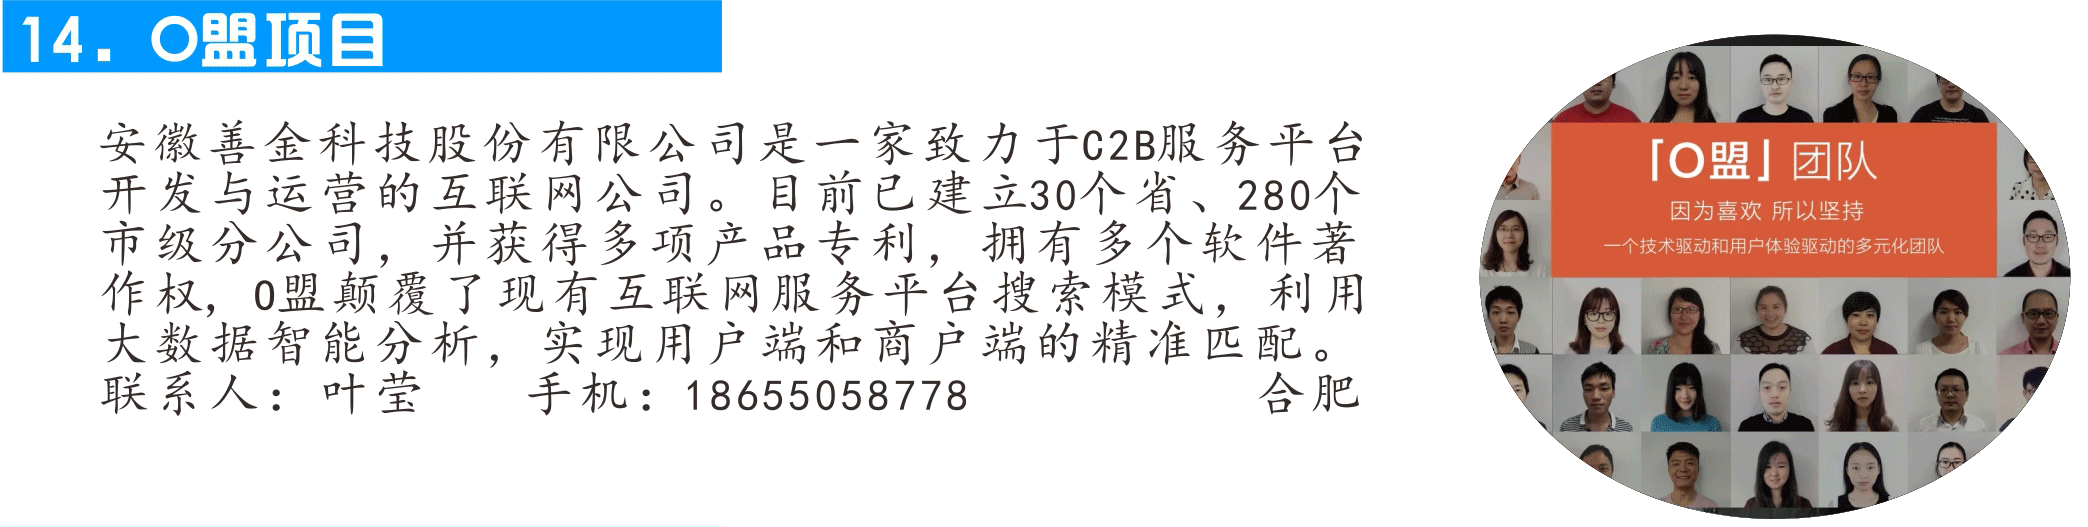 14. O盟项目
安徽善金科技股份有限公司是一家致力于C2B服务平台
开发与运营的互联网公司。目前已建立30个省、280个
市级分公司，并获得多项产品专利，拥有多个软件著
作权，O盟颠覆了现有互联网服务平台搜索模式，利用
大数据智能分析，实现用户端和商户端的精准匹配。
联系人：叶莹 手机：18655058778 合肥
「O盟」团队
因为喜欢 所以坚持
一个技术驱动和用户体验驱动的多元化团队